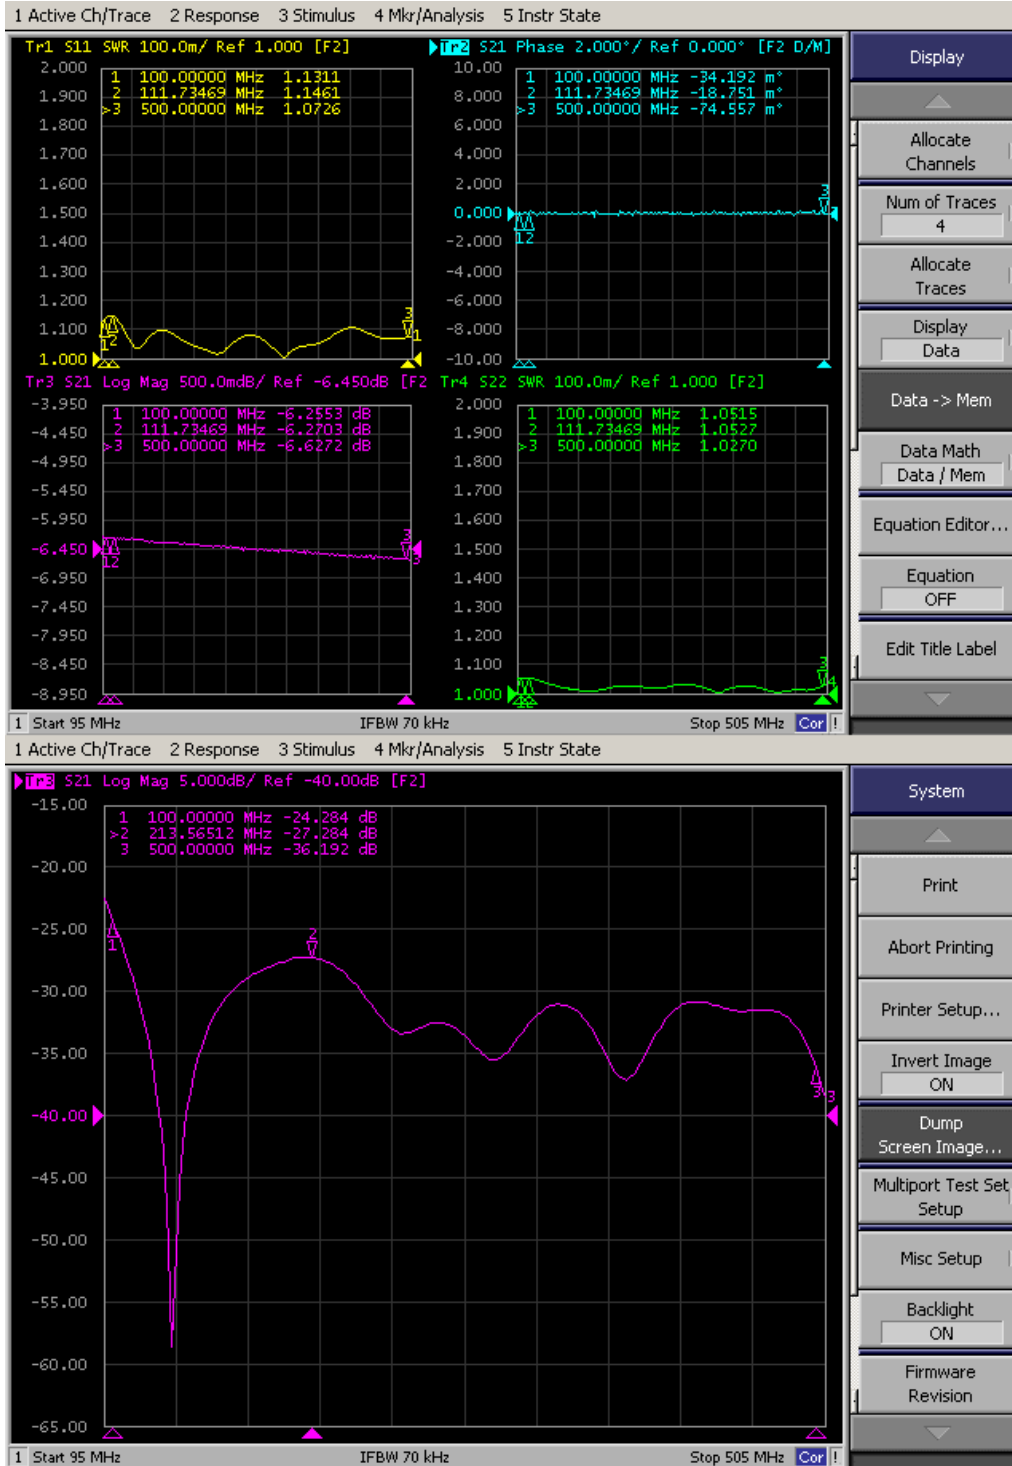 1 Active Ch/Trace 2 Response 3 Stimulus 4 Mkr/Analysis 5 Instr State
Tr1 S11 SWR 100.0m/ Ref 1.000 [F2]
2.000
1.900
1.800
1.700
1.600
1.500
1.400
1.300
1.200
1.100
1.000
1 100.00000 MHz 1.1311
2 111.73469 MHz 1.1461
>3 500.00000 MHz 1.0726
1
2
3
1
Tr2 S21 Phase 2.000°/ Ref 0.000° [F2 D/M]
10.00
8.000
6.000
4.000
2.000
0.000
-2.000
-4.000
-6.000
-8.000
-10.00
1 100.00000 MHz -34.192 m°
2 111.73469 MHz -18.751 m°
>3 500.00000 MHz -74.557 m°
1 2
3
Tr3 S21 Log Mag 500.0mdB/ Ref -6.450dB [F2
-3.950
-4.450
-4.950
-5.450
-5.950
-6.450
-6.950
-7.450
-7.950
-8.450
-8.950
1 100.00000 MHz -6.2553 dB
2 111.73469 MHz -6.2703 dB
>3 500.00000 MHz -6.6272 dB
1 2
3
3
Tr4 S22 SWR 100.0m/ Ref 1.000 [F2]
2.000
1.900
1.800
1.700
1.600
1.500
1.400
1.300
1.200
1.100
1.000
1 100.00000 MHz 1.0515
2 111.73469 MHz 1.0527
>3 500.00000 MHz 1.0270
3
4
1 Start 95 MHz IFBW 70 kHz Stop 505 MHz Cor !
Display
Allocate
Channels
Num of Traces
4
Allocate
Traces
Display
Data
Data -> Mem
Data Math
Data / Mem
Equation Editor...
Equation
OFF
Edit Title Label
1 Active Ch/Trace 2 Response 3 Stimulus 4 Mkr/Analysis 5 Instr State
Tr3 S21 Log Mag 5.000dB/ Ref -40.00dB [F2]
-15.00
-20.00
-25.00
-30.00
-35.00
-40.00
-45.00
-50.00
-55.00
-60.00
-65.00
1 100.00000 MHz -24.284 dB
>2 213.56512 MHz -27.284 dB
3 500.00000 MHz -36.192 dB
1
2
3
3
1 Start 95 MHz IFBW 70 kHz Stop 505 MHz Cor !
System
Print
Abort Printing
Printer Setup...
Invert Image
ON
Dump
Screen Image...
Multiport Test Set
Setup
Misc Setup
Backlight
ON
Firmware
Revision